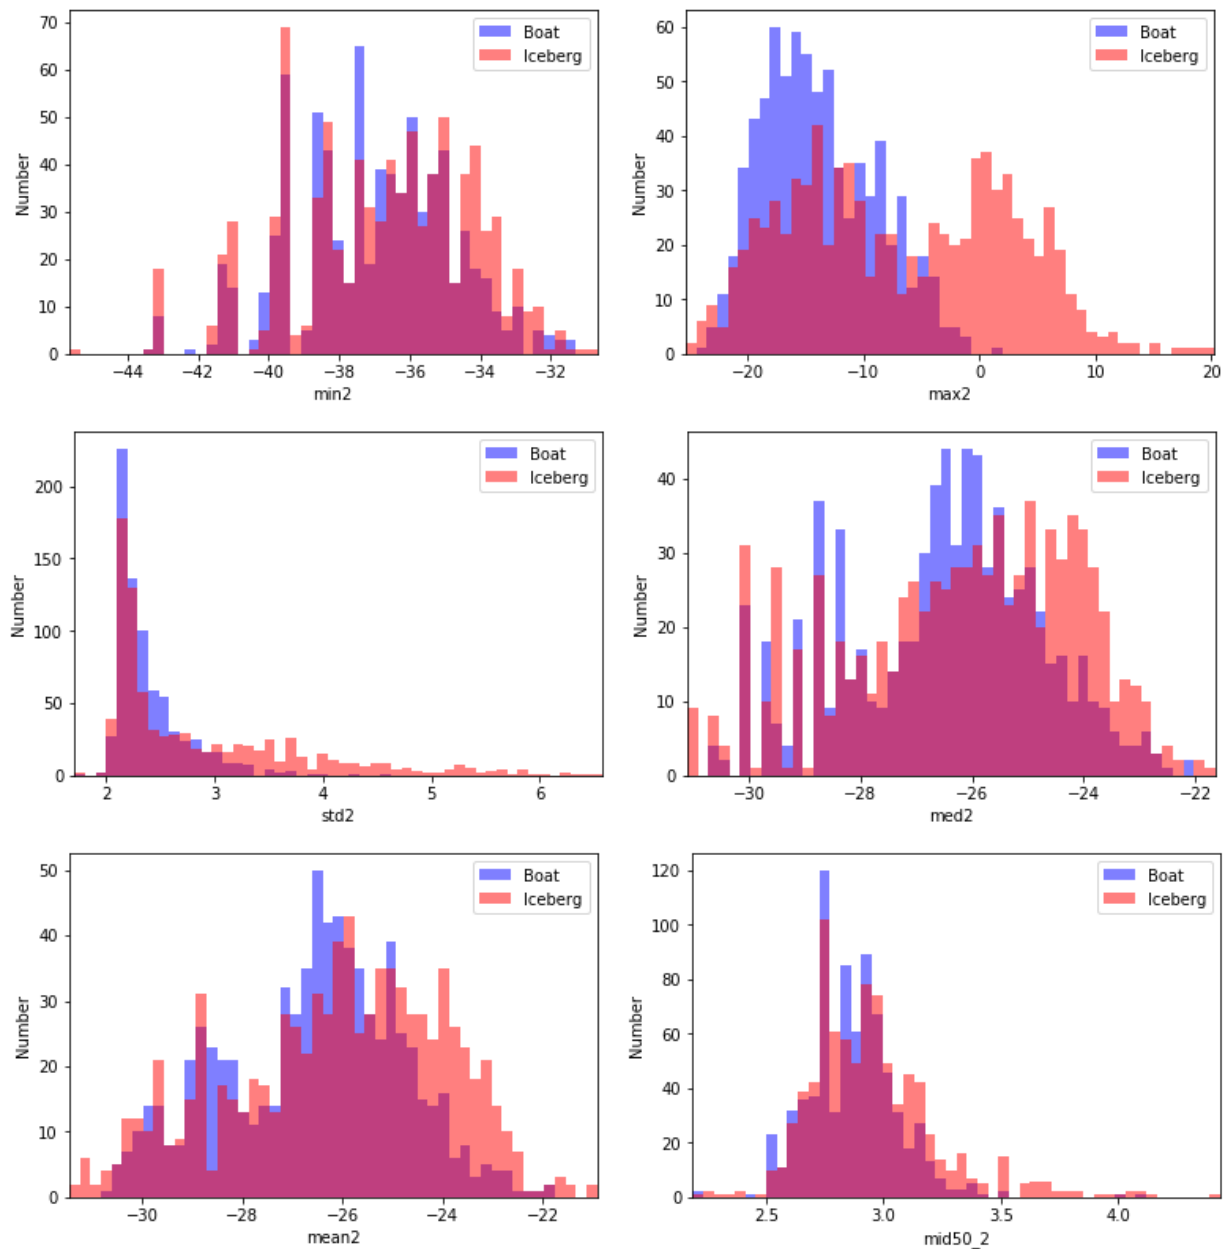 Boat
Iceberg
Number
70
60
50
40
30
20
10
0
−44 −42 −40 −38 −36 −34 −32
min2
Boat
Iceberg
Number
60
50
40
30
20
10
0
−20 −10 0 10 20
max2
Boat
Iceberg
Number
200
150
100
50
0
2 3 4 5 6
std2
Boat
Iceberg
Number
40
30
20
10
0
−30 −28 −26 −24 −22
med2
Boat
Iceberg
Number
50
40
30
20
10
0
−30 −28 −26 −24 −22
mean2
Boat
Iceberg
Number
120
100
80
60
40
20
0
2.5 3.0 3.5 4.0
mid50_2